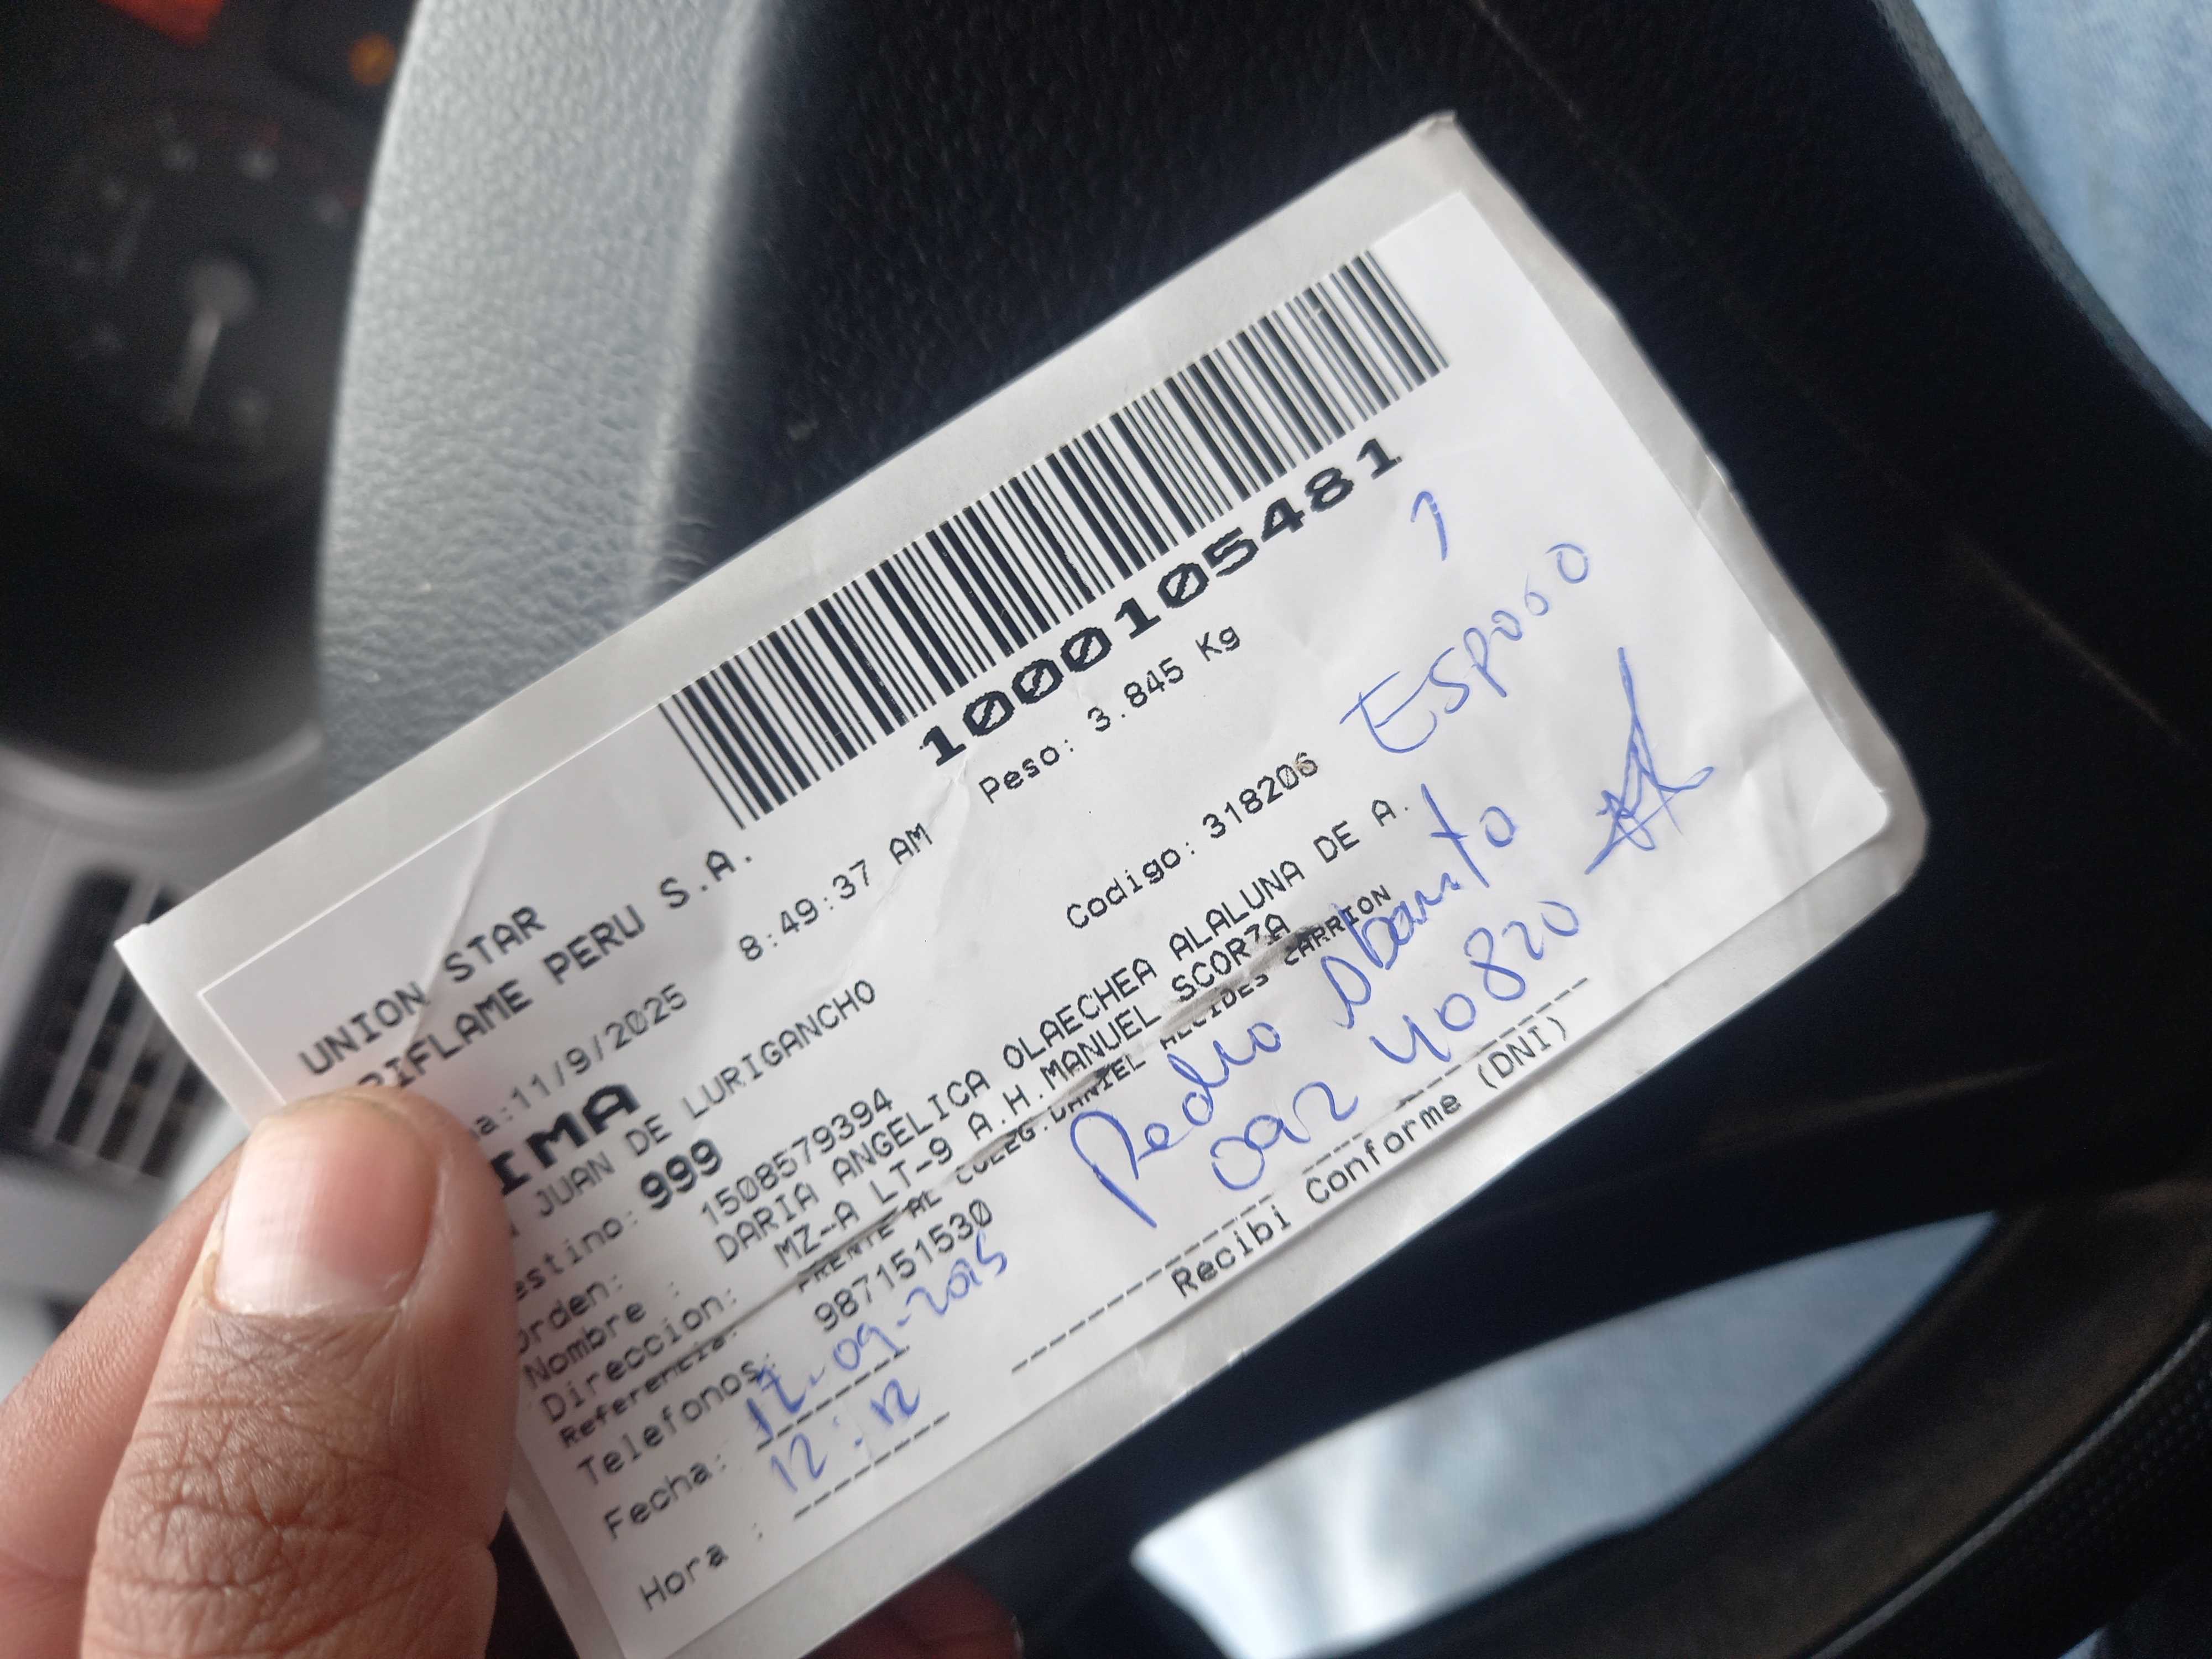 1000105481
1
UNION STAR
RIFLAME PERU S.A.
a:11/9/2025 8:49:37 AM Peso: 3.845 Kg
IMA
JUAN DE LURIGANCHO Codigo: 318206 Esposo
estino: 999
Orden: 1508579394
Nombre : DARIA ANGELICA OLAECHEA ALALUNA DE A.
Direccion: MZ-A LT-9 A.H.MANUEL SCORZA
Referencia: FRENTE AL COLEG.DANIEL ALCIDES CARRION
Telefonos: 987151530
Pedro
40820
Fecha: 12-09-2025
Hora : 12:12
Recibi Conforme (DNI)